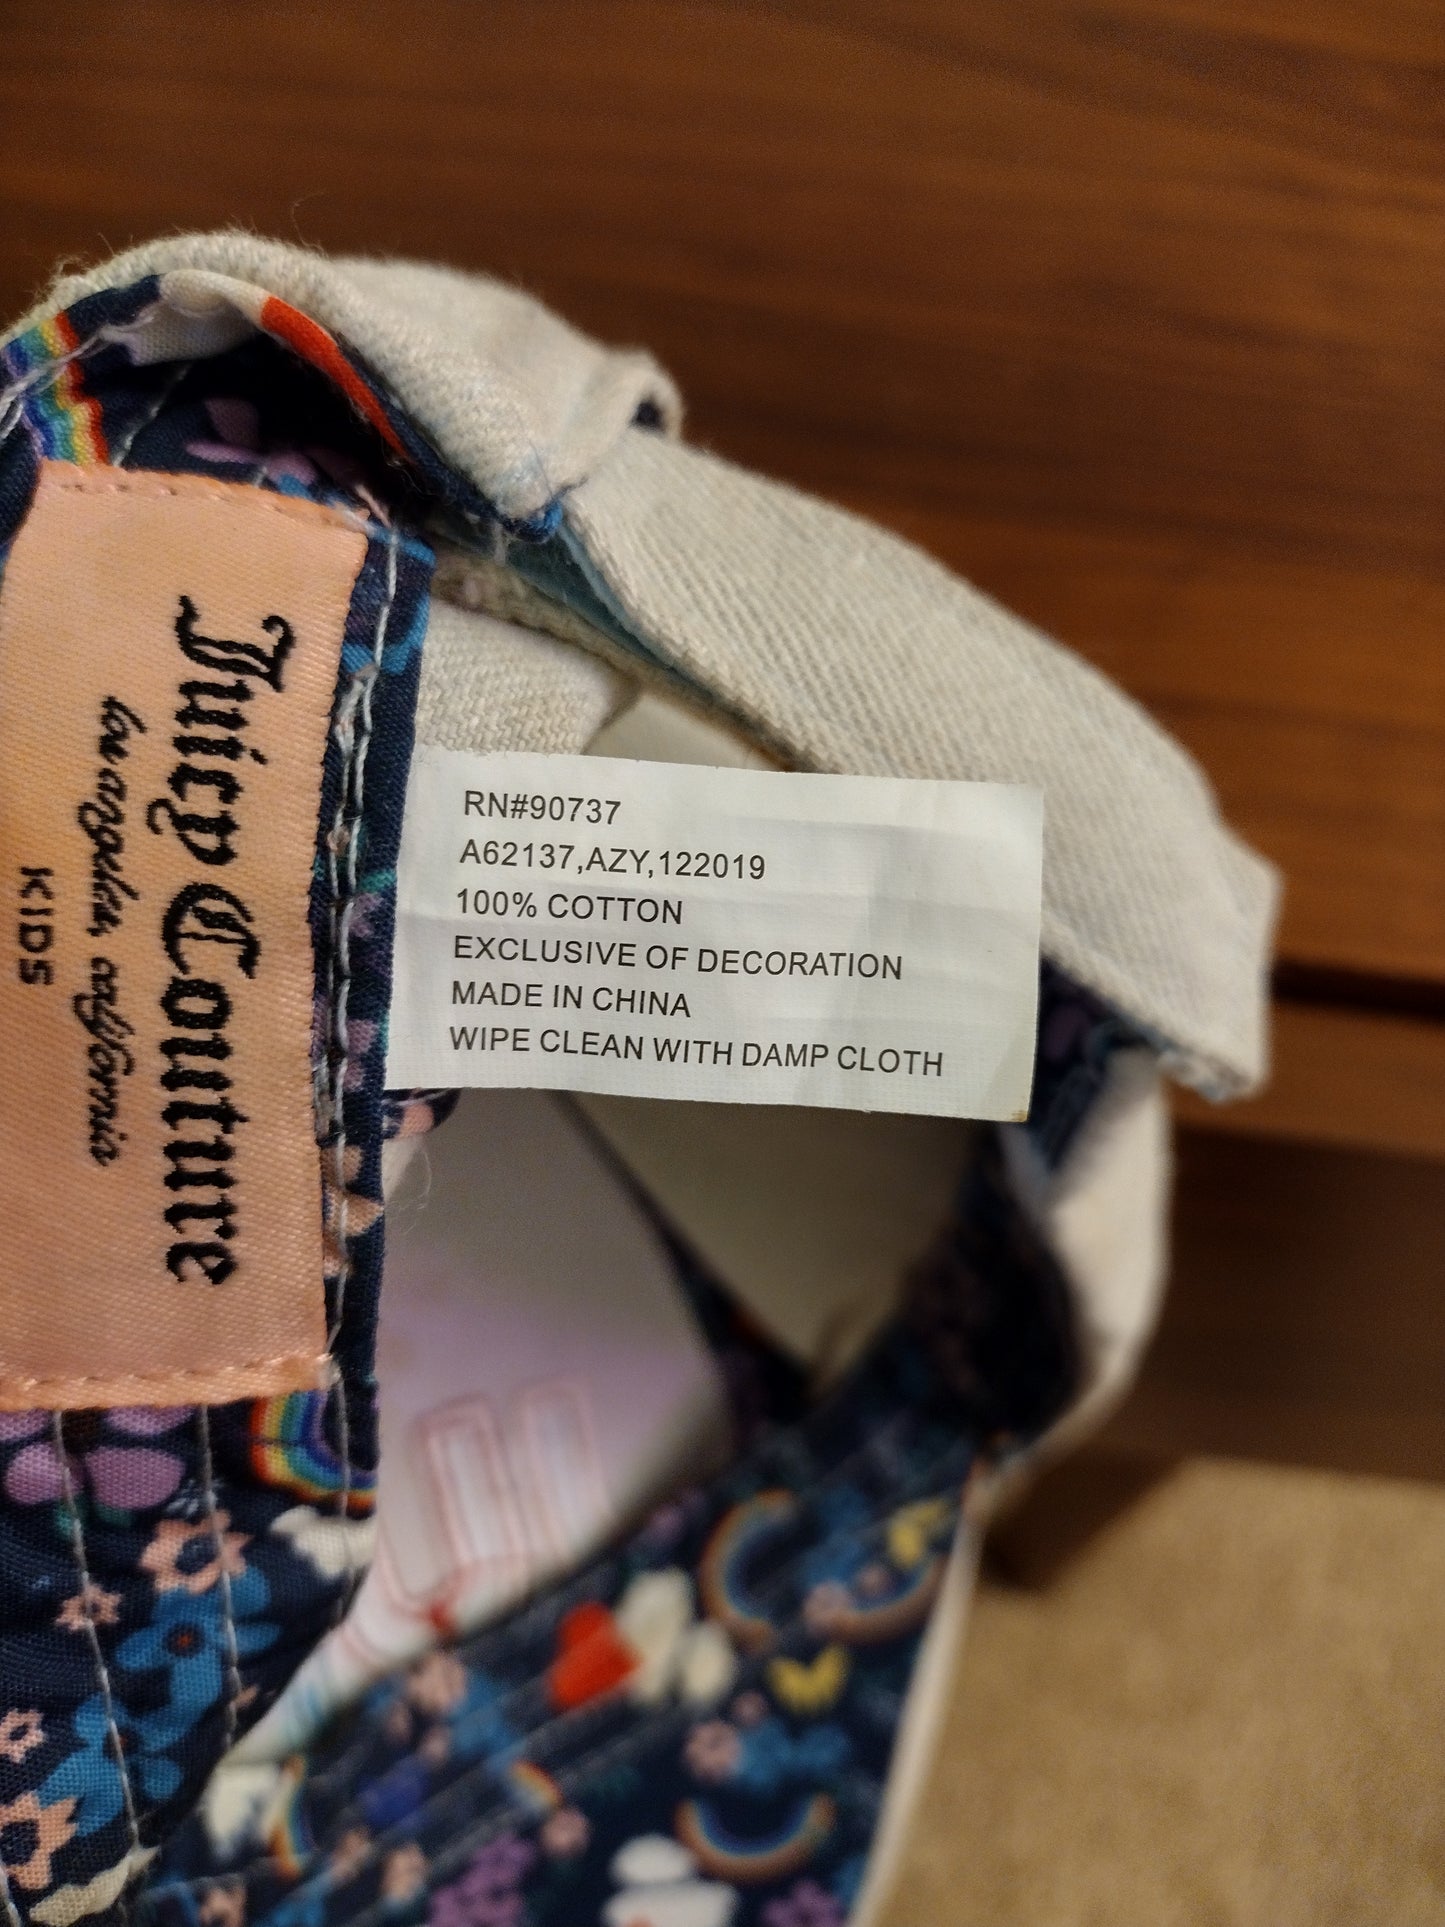 Juicy Couture
los angeles, california
KIDS
RN#90737
A62137,AZY,122019
100% COTTON
EXCLUSIVE OF DECORATION
MADE IN CHINA
WIPE CLEAN WITH DAMP CLOTH